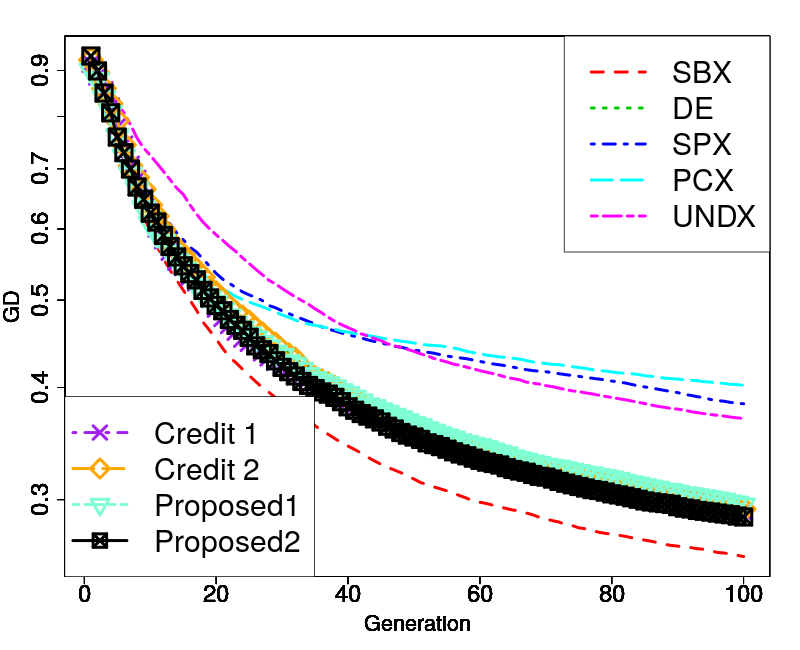 SBX
DE
SPX
PCX
UNDX
Credit 1
Credit 2
Proposed1
Proposed2
GD
0.9
0.7
0.6
0.5
0.4
0.3
0 20 40 60 80 100
Generation